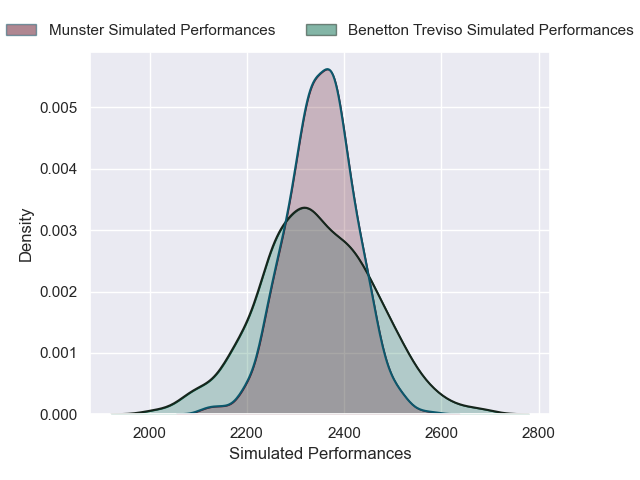 Munster Simulated Performances
Benetton Treviso Simulated Performances
0.005
0.004
0.003
0.002
0.001
0.000
Density
2000 2200 2400 2600 2800
Simulated Performances